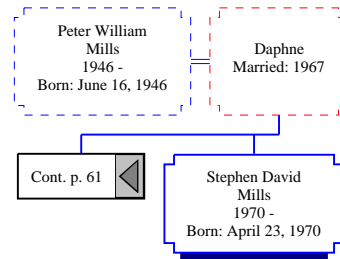 Peter William
Mills
1946 -
Born: June 16, 1946
Daphne
Married: 1967
Cont. p. 61
Stephen David
Mills
1970 -
Born: April 23, 1970